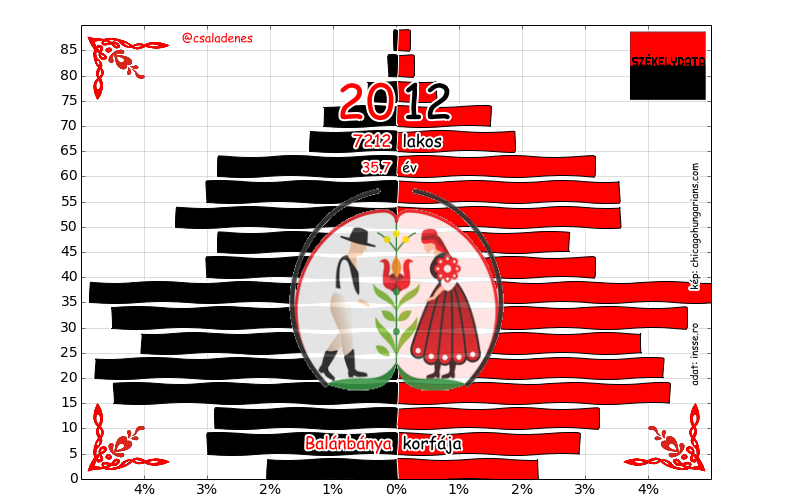 @csaladenes
SZÉKELYDATA
2012
7212 lakos
35.7 év
kép: chicagohungarians.com
adat: insse.ro
Balánbánya korfája
85
80
75
70
65
60
55
50
45
40
35
30
25
20
15
10
5
0
4% 3% 2% 1% 0% 1% 2% 3% 4%